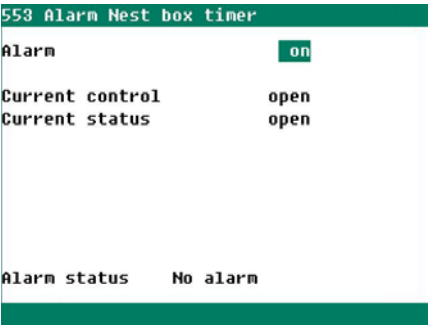 553 Alarm Nest box timer
Alarm on
Current control open
Current status open
Alarm status No alarm